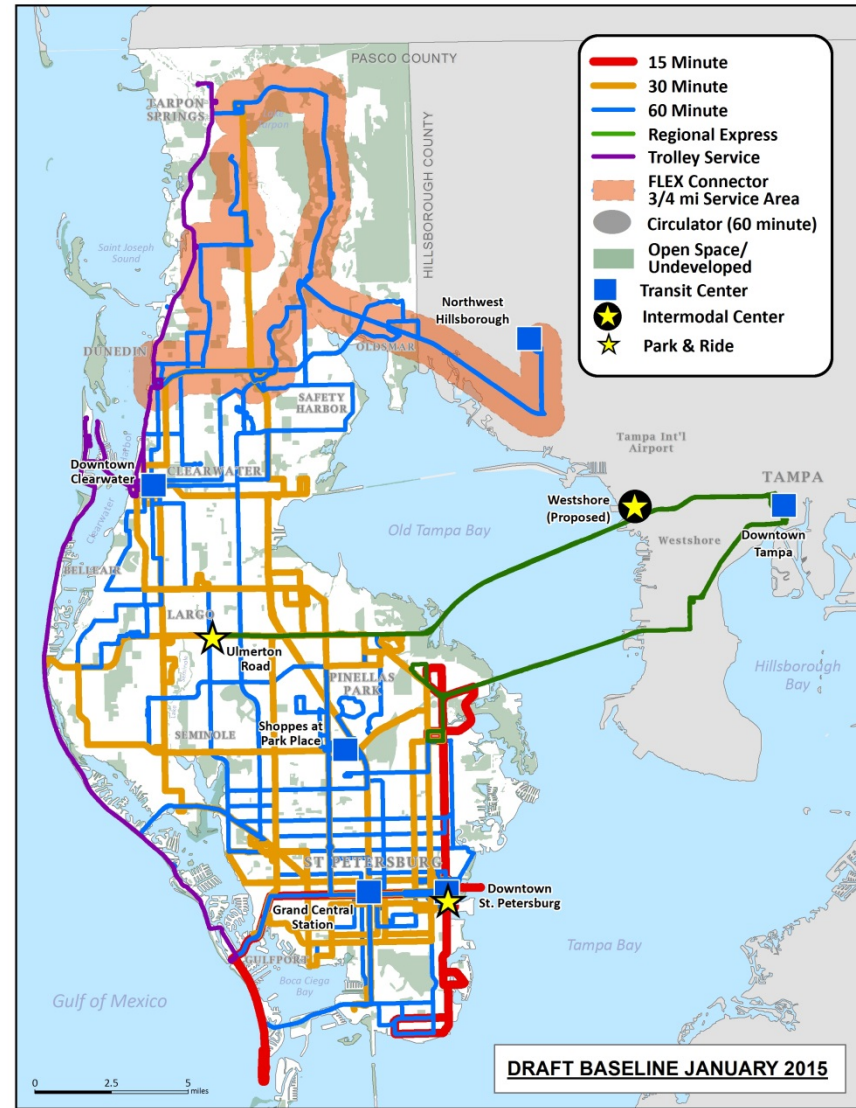 PASCO COUNTY
HILLSBOROUGH COUNTY
15 Minute
30 Minute
60 Minute
Regional Express
Trolley Service
FLEX Connector
3/4 mi Service Area
Circulator (60 minute)
Open Space/
Undeveloped
Transit Center
Intermodal Center
Park & Ride
TARPON
SPRINGS
Saint Joseph
Sound
Northwest
Hillsborough
DUNEDIN
OLDSMAR
SAFETY
HARBOR
Tampa Int'l
Airport
Downtown
Clearwater
CLEARWATER
TAMPA
Westshore
(Proposed)
Old Tampa Bay
Westshore
Downtown
Tampa
BELLEAIR
LARGO
Ulmerton
Road
Hillsborough
Bay
PINELLAS
PARK
Shoppes at
Park Place
SEMINOLE
ST PETERSBURG
Downtown
St. Petersburg
Grand Central
Station
GULFPORT
Boca Ciega
Bay
Tampa Bay
Gulf of Mexico
DRAFT BASELINE JANUARY 2015
0 2.5 5
miles